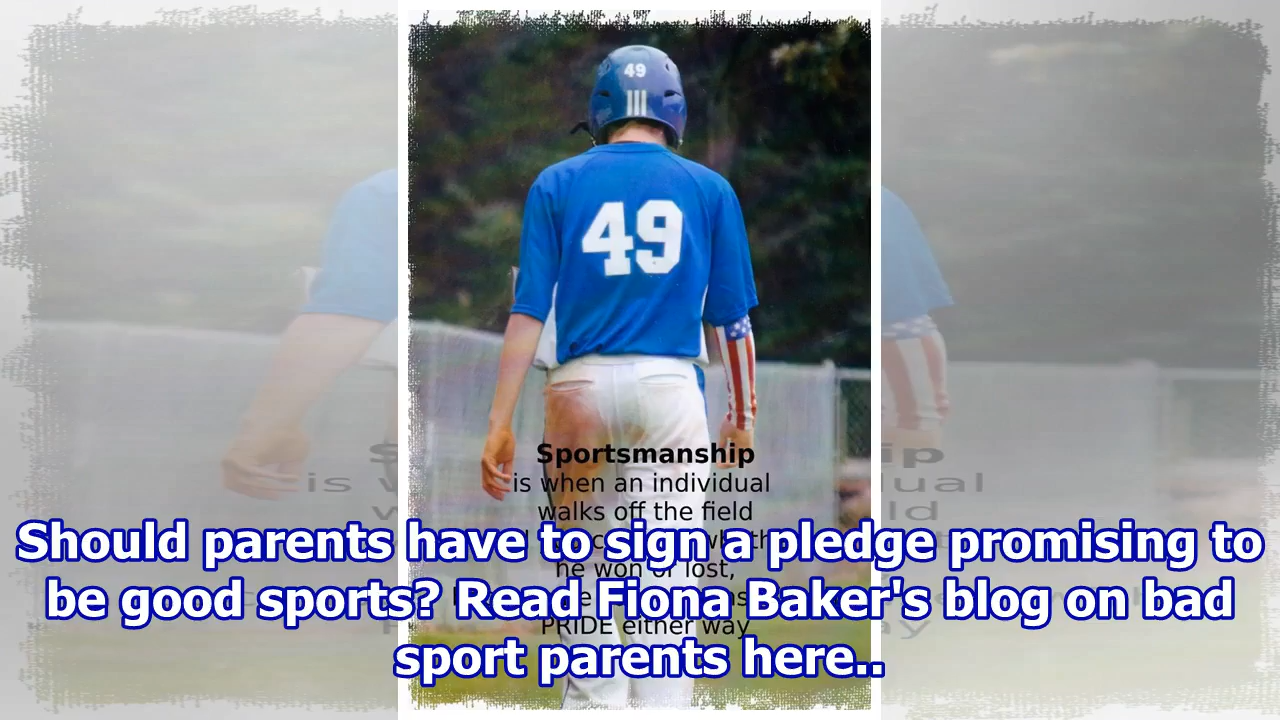 49
49
Sportsmanship
is when an individual
walks off the field
Should parents have to sign a pledge promising to
he won or lost,
be good sports? Read Fiona Baker's blog on bad
PRIDE either way
sport parents here..